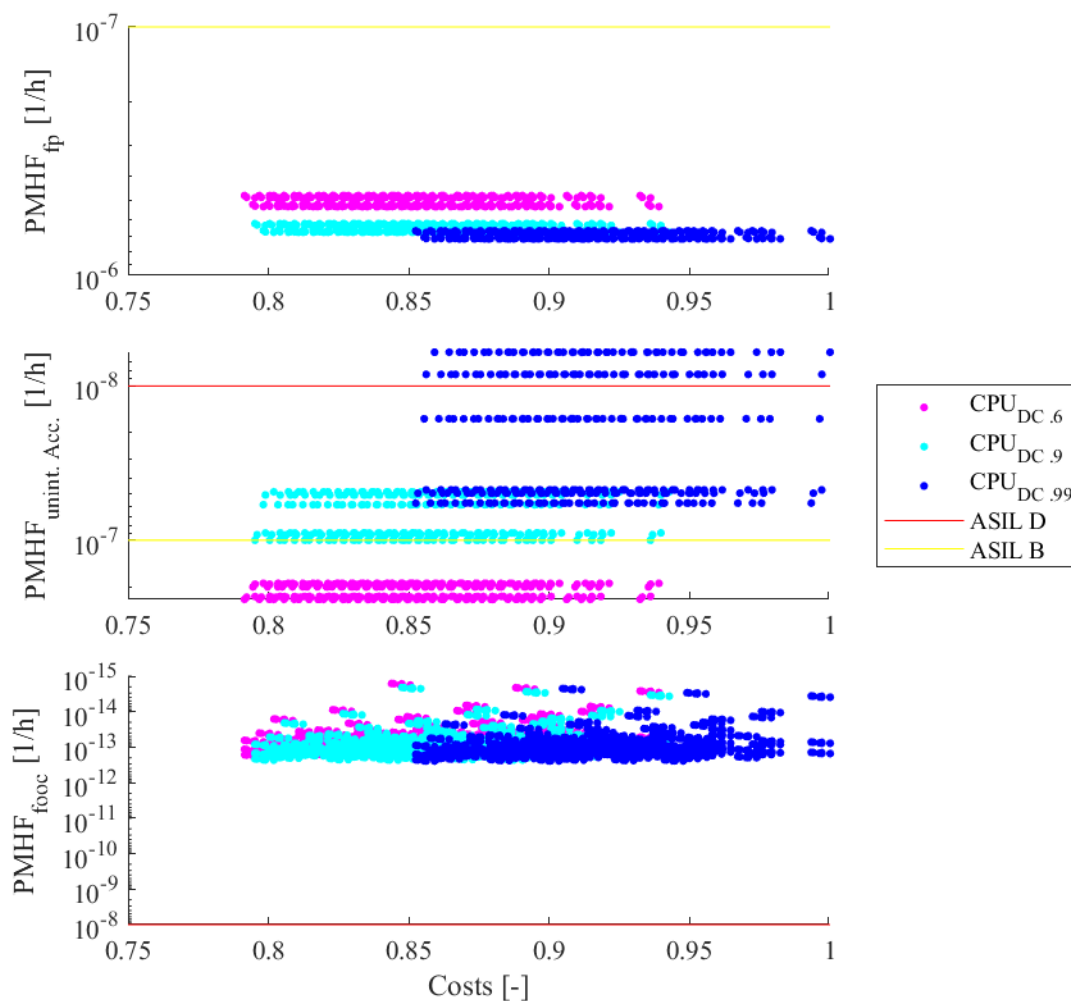 10^-7
PMHF_fp [1/h]
10^-6
0.75 0.8 0.85 0.9 0.95 1
PMHF_unint. Acc. [1/h]
10^-8
10^-7
0.75 0.8 0.85 0.9 0.95 1
CPU_DC .6
CPU_DC .9
CPU_DC .99
ASIL D
ASIL B
PMHF_fooc [1/h]
10^-15
10^-14
10^-13
10^-12
10^-11
10^-10
10^-9
10^-8
0.75 0.8 0.85 0.9 0.95 1
Costs [-]